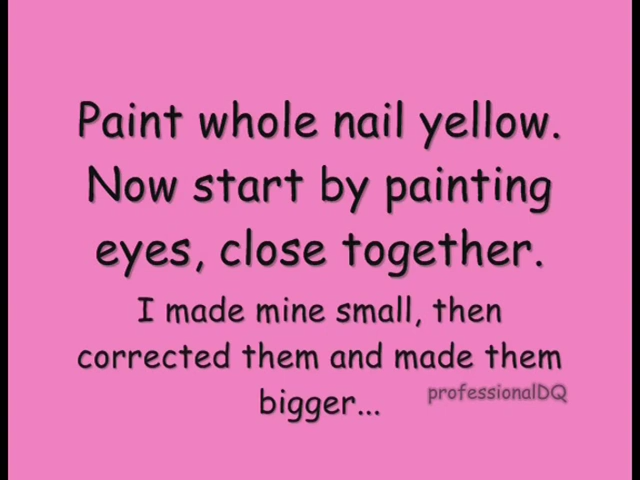 Paint whole nail yellow.
Now start by painting
eyes, close together.
I made mine small, then
corrected them and made them
bigger...
professionalDQ